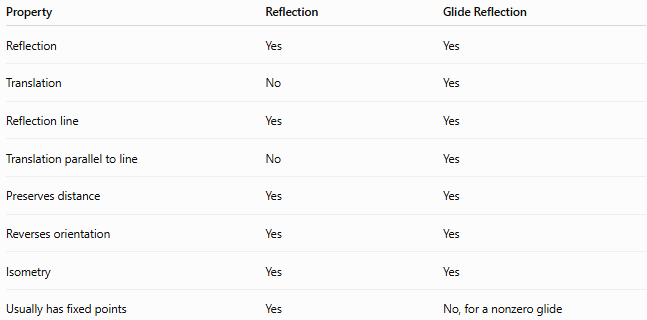 Property Reflection Glide Reflection
Reflection Yes Yes
Translation No Yes
Reflection line Yes Yes
Translation parallel to line No Yes
Preserves distance Yes Yes
Reverses orientation Yes Yes
Isometry Yes Yes
Usually has fixed points Yes No, for a nonzero glide